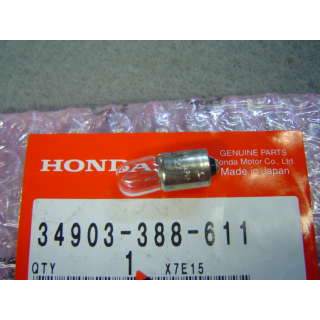 GENUINE PARTS
HONDA
Honda Motor Co., Ltd.
Made in Japan
34903-388-611
QTY 1 X7E15